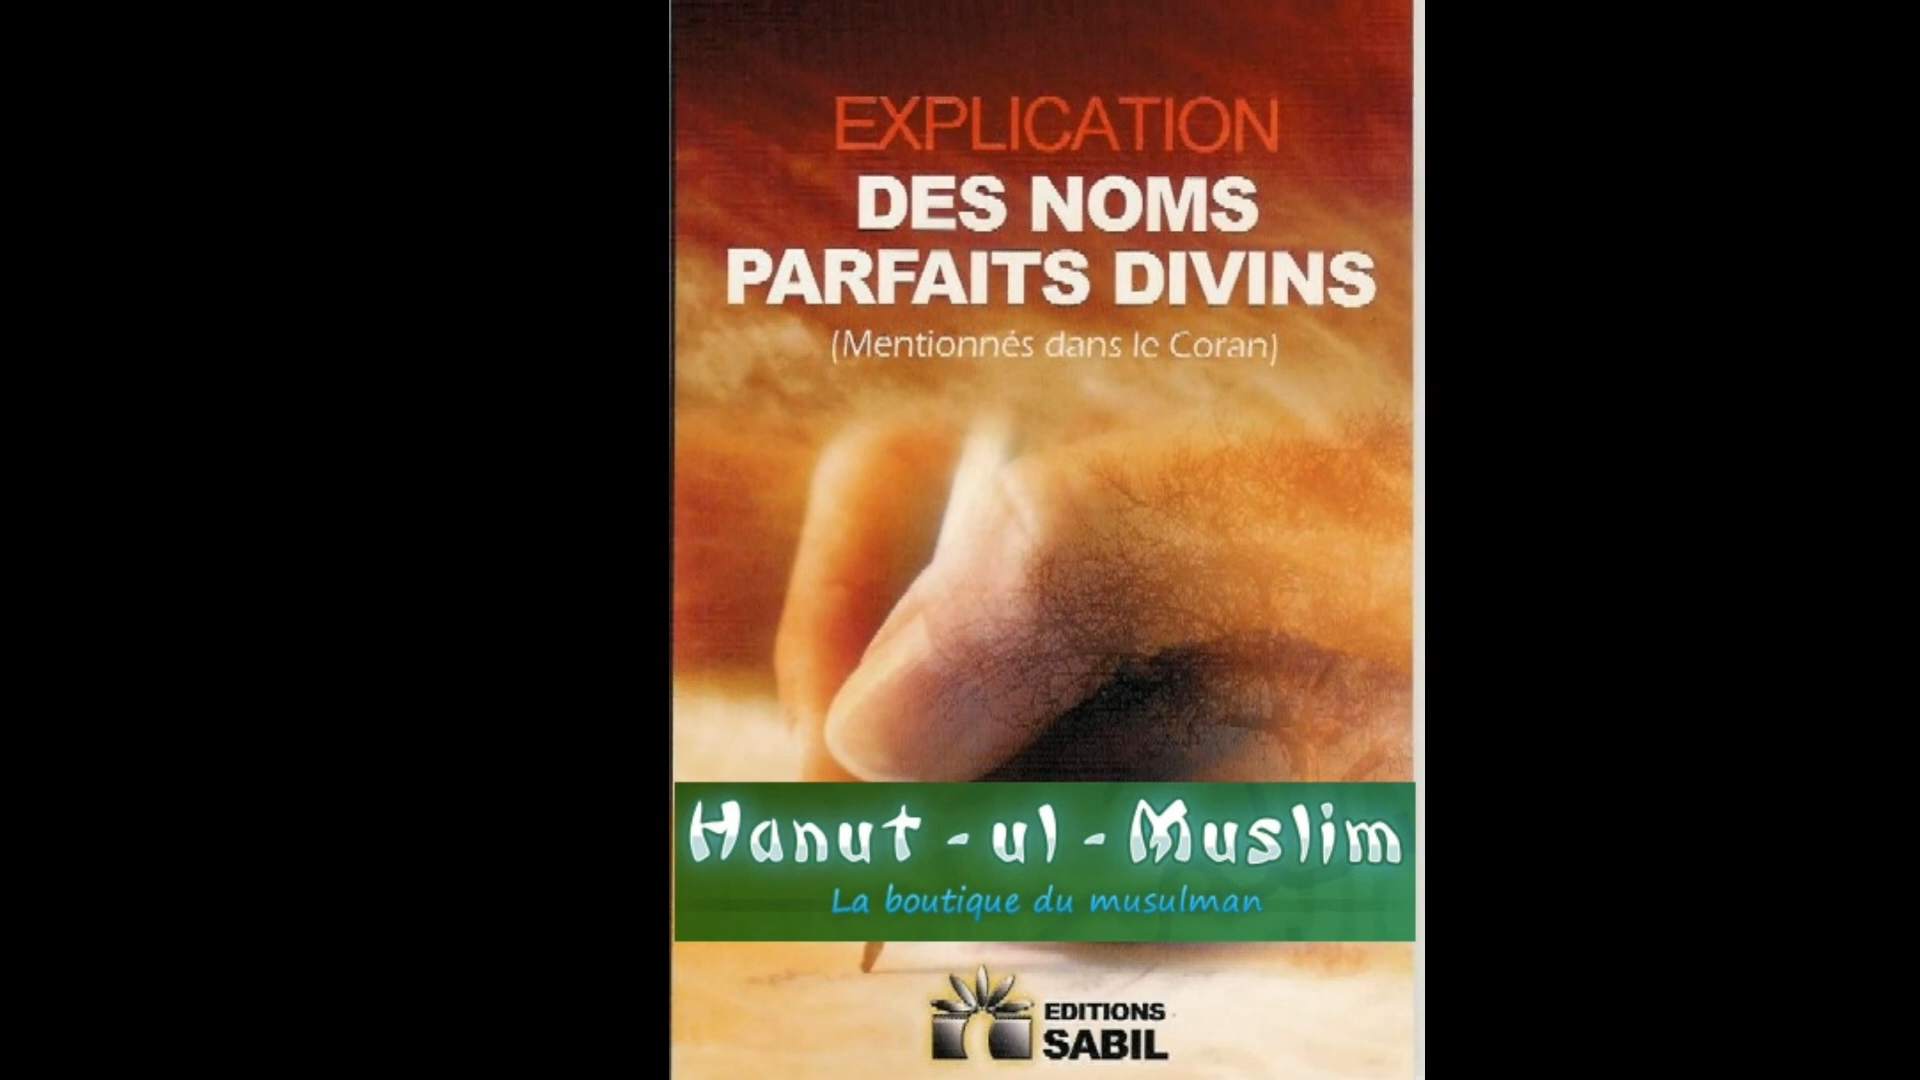 EXPLICATION
DES NOMS
PARFAITS DIVINS
(Mentionnés dans le Coran)
Hanut - ul - Muslim
La boutique du musulman
EDITIONS
SABIL